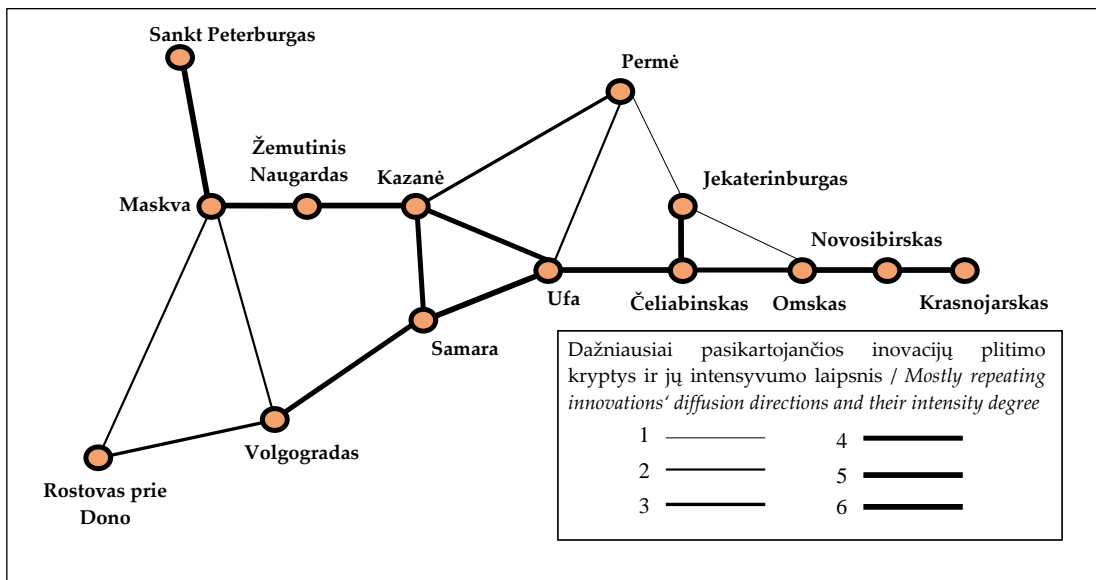 Sankt Peterburgas
Permė
Žemutinis
Naugardas
Kazanė
Maskva
Jekaterinburgas
Novosibirskas
Ufa
Čeliabinskas
Omskas
Krasnojarskas
Samara
Volgogradas
Rostovas prie
Dono
Dažniausiai pasikartojančios inovacijų plitimo
kryptys ir jų intensyvumo laipsnis / Mostly repeating
innovations‘ diffusion directions and their intensity degree
1
2
3
4
5
6